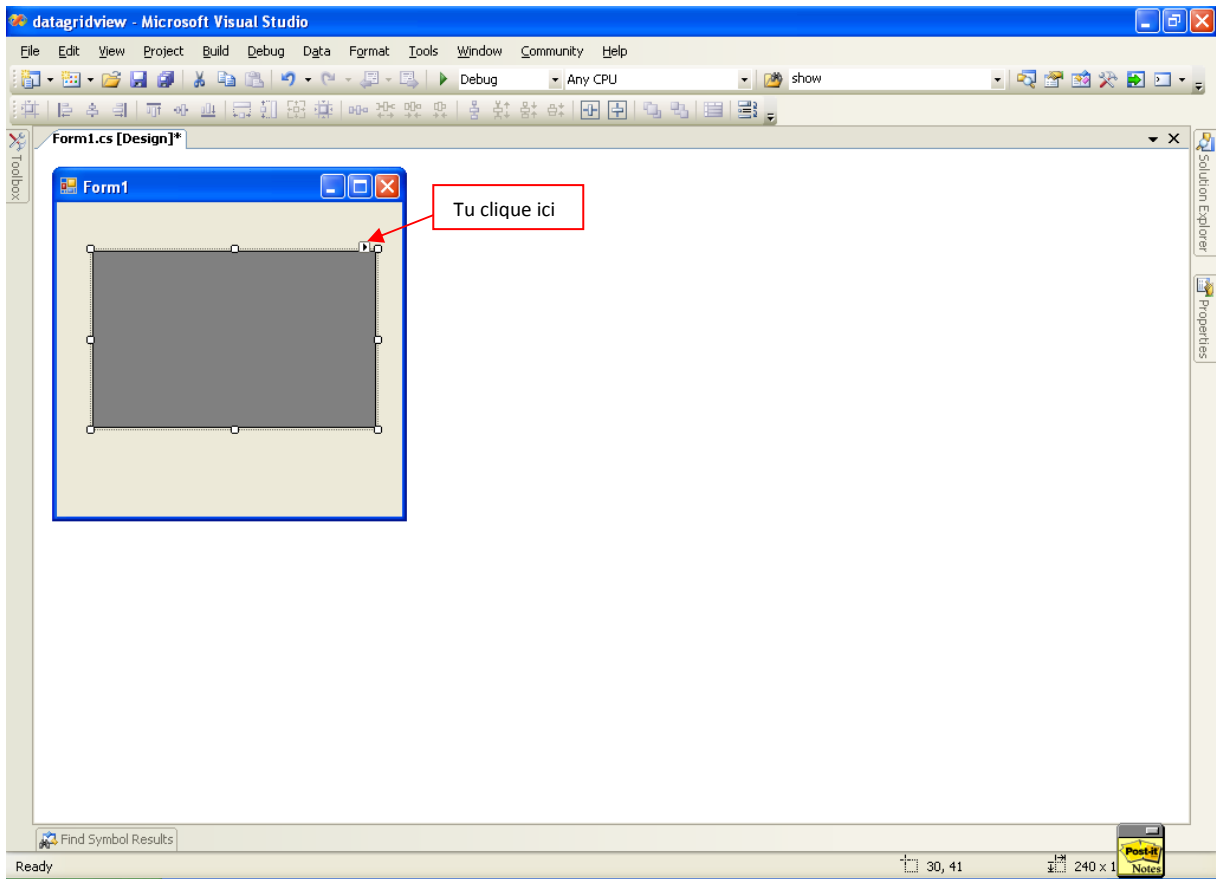 datagridview - Microsoft Visual Studio
File Edit View Project Build Debug Data Format Tools Window Community Help
Debug Any CPU show
Form1.cs [Design]*
Toolbox
Form1
Tu clique ici
Solution Explorer
Properties
Find Symbol Results
Ready 30, 41 240 x 1
Post-it
Notes